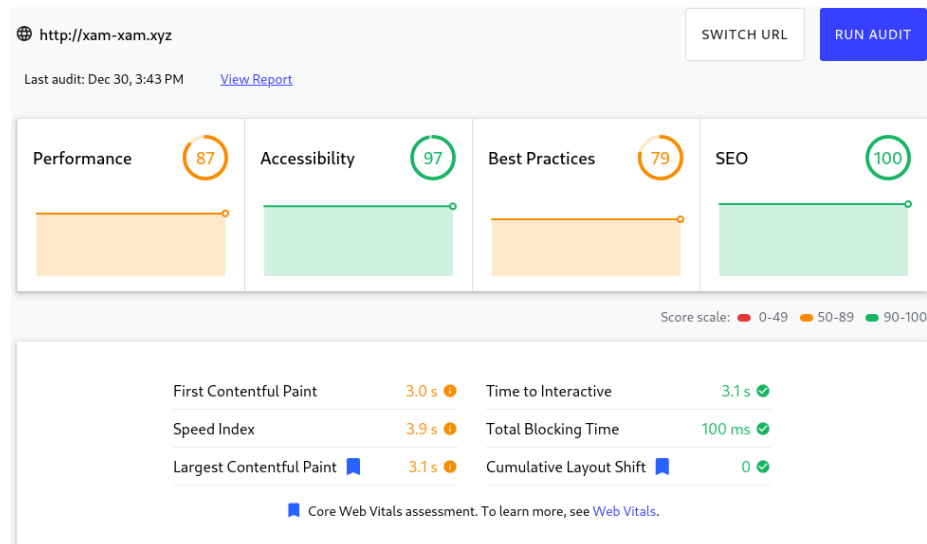 http://xam-xam.xyz
SWITCH URL
RUN AUDIT
Last audit: Dec 30, 3:43 PM View Report
Performance 87
Accessibility 97
Best Practices 79
SEO 100
Score scale: 0-49 50-89 90-100
First Contentful Paint 3.0 s
Time to Interactive 3.1 s
Speed Index 3.9 s
Total Blocking Time 100 ms
Largest Contentful Paint 3.1 s
Cumulative Layout Shift 0
Core Web Vitals assessment. To learn more, see Web Vitals.